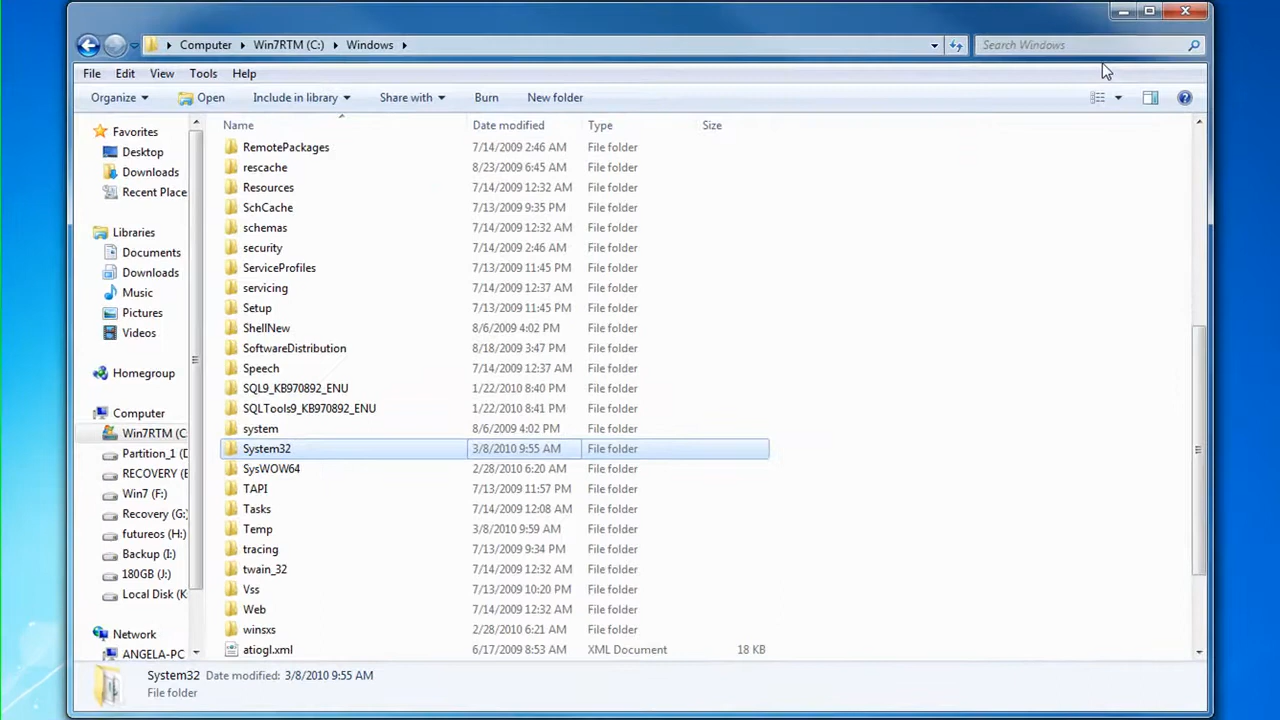 Computer Win7RTM (C:) Windows Search Windows
File Edit View Tools Help
Organize Open Include in library Share with Burn New folder
Name Date modified Type Size
Favorites
Desktop
Downloads
Recent Place
Libraries
Documents
Downloads
Music
Pictures
Videos
Homegroup
Computer
Win7RTM (C
Partition_1 (D
RECOVERY (E
Win7 (F:)
Recovery (G:
futureos (H:)
Backup (I:)
180GB (J:)
Local Disk (K
Network
ANGELA-PC
RemotePackages 7/14/2009 2:46 AM File folder
rescache 8/23/2009 6:45 AM File folder
Resources 7/14/2009 12:32 AM File folder
SchCache 7/13/2009 9:35 PM File folder
schemas 7/14/2009 12:32 AM File folder
security 7/14/2009 2:46 AM File folder
ServiceProfiles 7/13/2009 11:45 PM File folder
servicing 7/14/2009 12:37 AM File folder
Setup 7/13/2009 11:45 PM File folder
ShellNew 8/6/2009 4:02 PM File folder
SoftwareDistribution 8/18/2009 3:47 PM File folder
Speech 7/14/2009 12:37 AM File folder
SQL9_KB970892_ENU 1/22/2010 8:40 PM File folder
SQLTools9_KB970892_ENU 1/22/2010 8:41 PM File folder
system 8/6/2009 4:02 PM File folder
System32 3/8/2010 9:55 AM File folder
SysWOW64 2/28/2010 6:20 AM File folder
TAPI 7/13/2009 11:57 PM File folder
Tasks 7/14/2009 12:08 AM File folder
Temp 3/8/2010 9:59 AM File folder
tracing 7/13/2009 9:34 PM File folder
twain_32 7/14/2009 12:32 AM File folder
Vss 7/13/2009 10:20 PM File folder
Web 7/14/2009 12:32 AM File folder
winsxs 2/28/2010 6:21 AM File folder
atiogl.xml 6/17/2009 8:53 AM XML Document 18 KB
System32 Date modified: 3/8/2010 9:55 AM
File folder